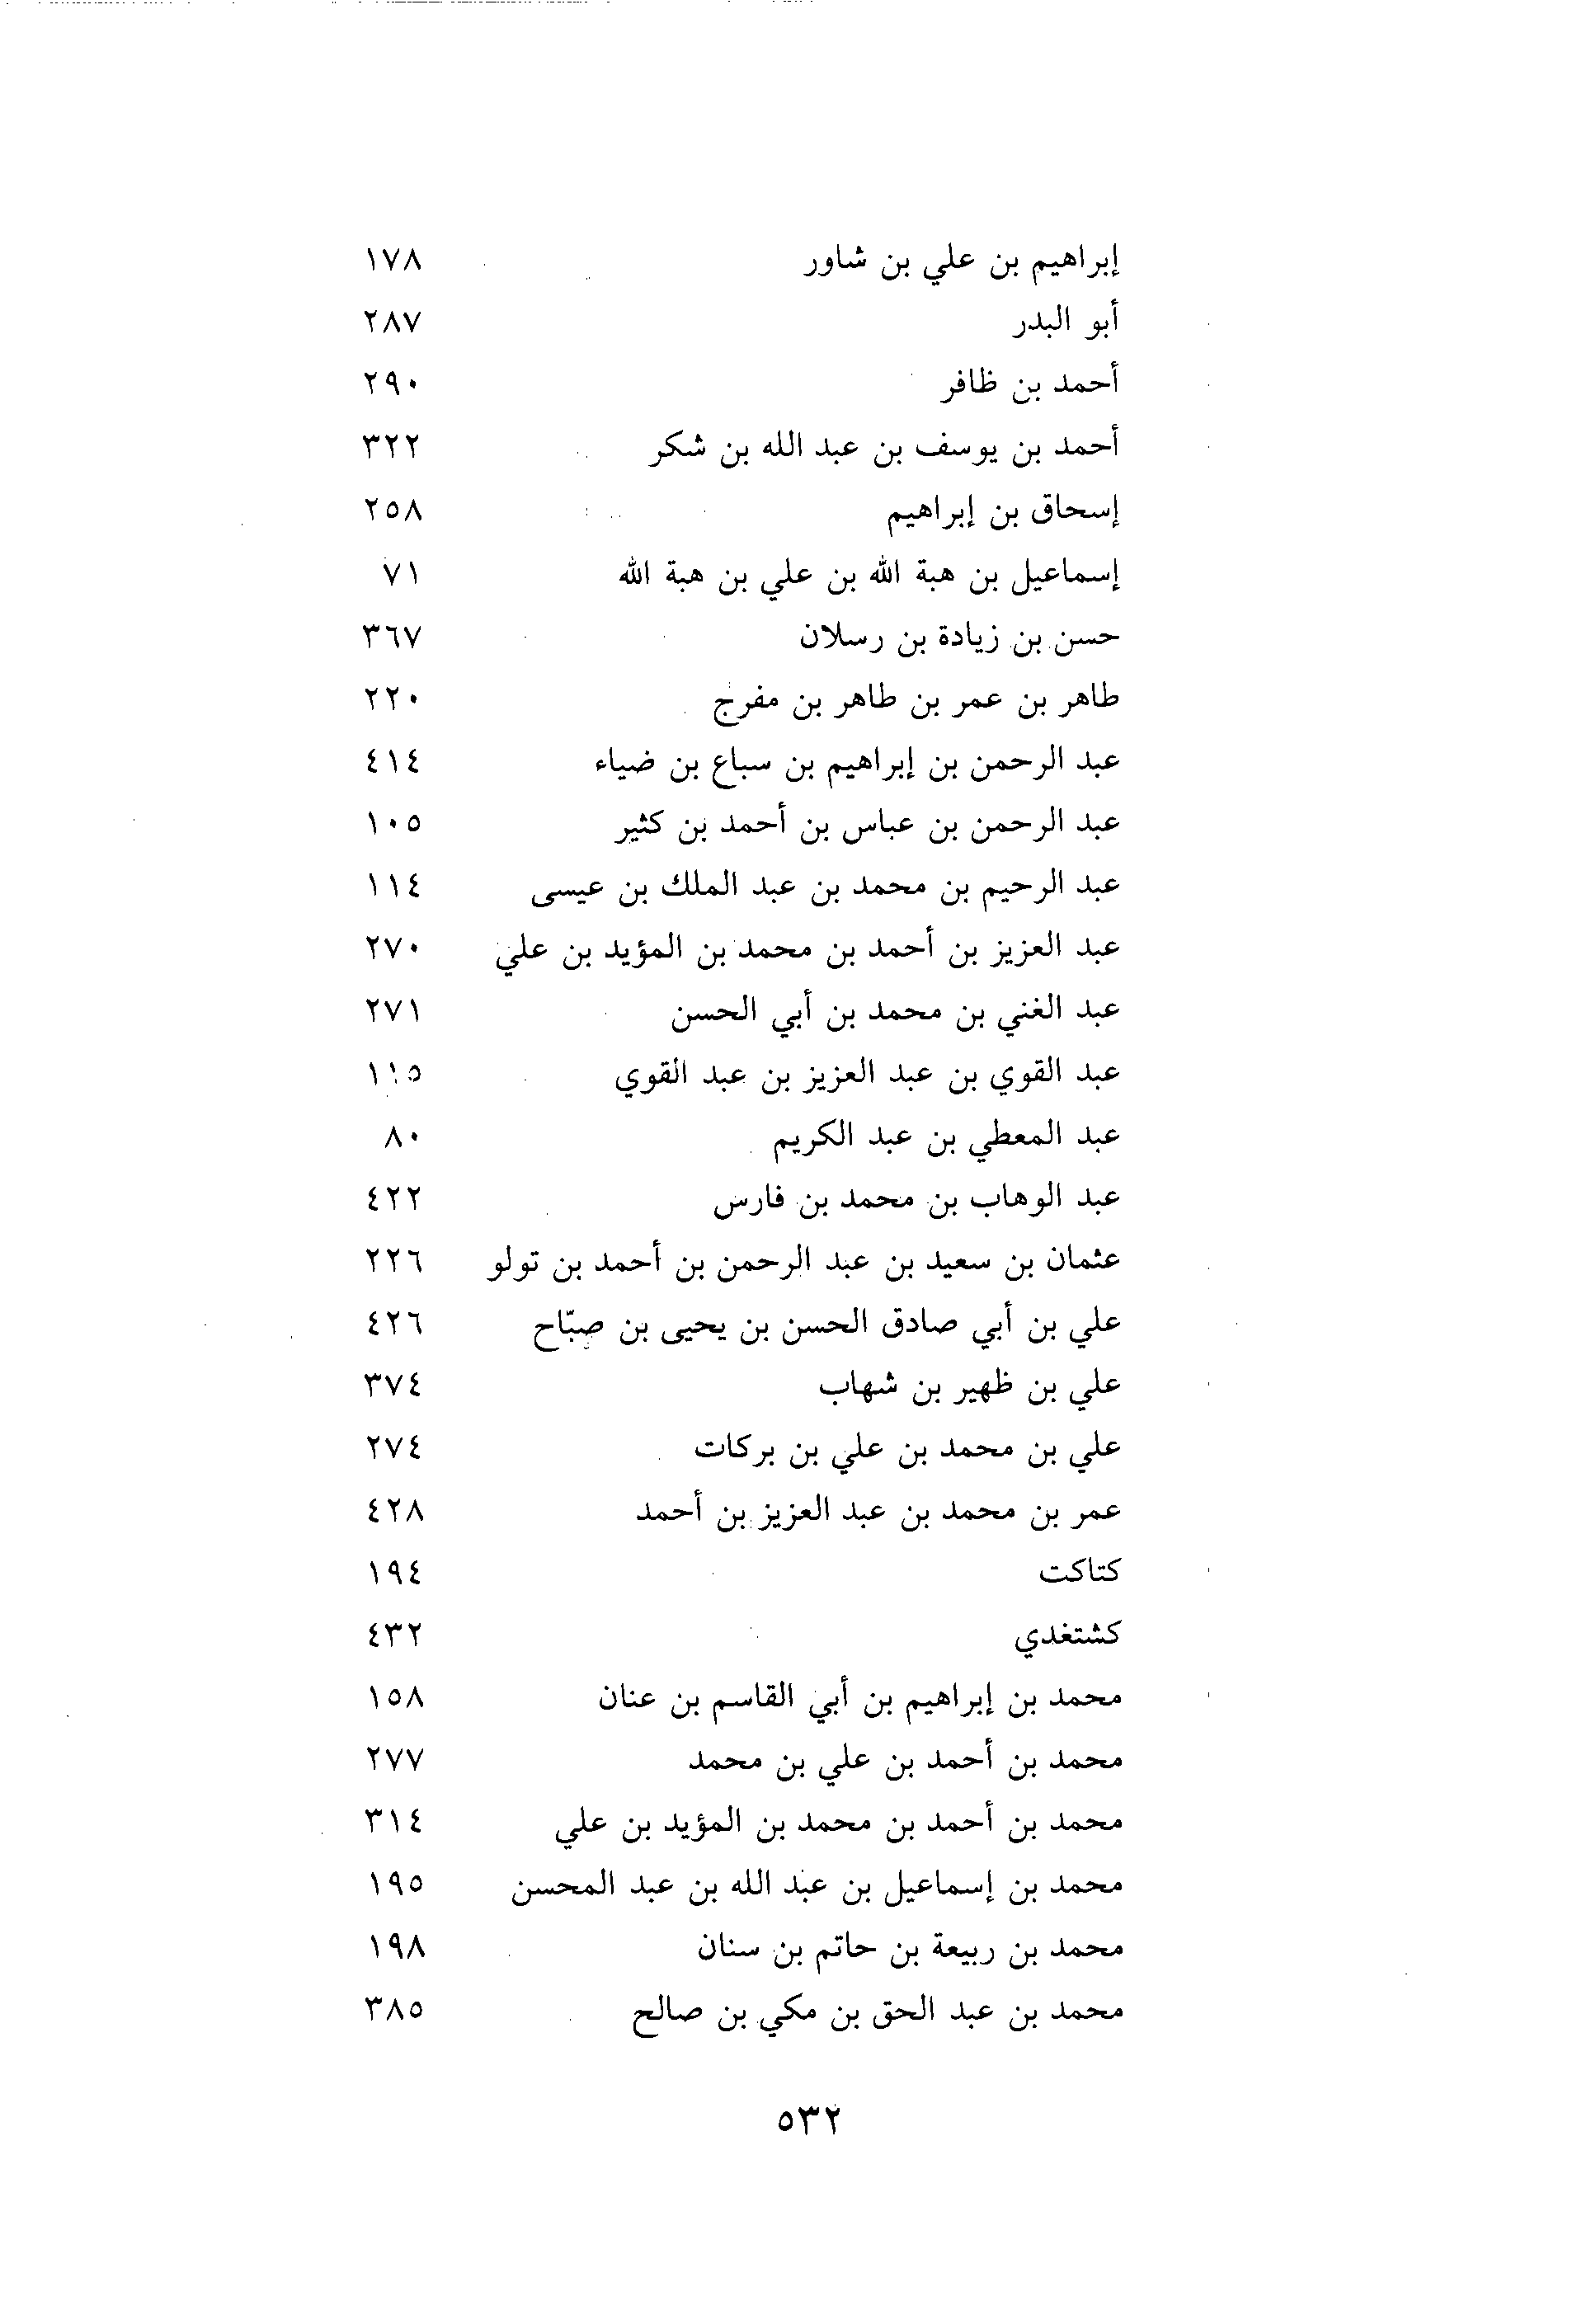 إبراهيم بن علي بن شاور ١٧٨
أبو البدر ٢٨٧
أحمد بن ظافر ٢٩٠
أحمد بن يوسف بن عبد الله بن شكر ٣٢٢
إسحاق بن إبراهيم ٢٥٨
إسماعيل بن هبة الله بن علي بن هبة الله ٧١
حسن بن زيادة بن رسلان ٣٦٧
طاهر بن عمر بن طاهر بن مفرج ٢٢٠
عبد الرحمن بن إبراهيم بن سباع بن ضياء ٤١٤
عبد الرحمن بن عباس بن أحمد بن كثير ١٠٥
عبد الرحيم بن محمد بن عبد الملك بن عيسى ١١٤
عبد العزيز بن أحمد بن محمد بن المؤيد بن علي ٢٧٠
عبد الغني بن محمد بن أبي الحسن ٢٧١
عبد القوي بن عبد العزيز بن عبد القوي ١١٥
عبد المعطي بن عبد الكريم ٨٠
عبد الوهاب بن محمد بن فارس ٤٢٢
عثمان بن سعيد بن عبد الرحمن بن أحمد بن تولو ٢٢٦
علي بن أبي صادق الحسن بن يحيى بن صبّاح ٤٢٦
علي بن ظهير بن شهاب ٣٧٤
علي بن محمد بن علي بن بركات ٢٧٤
عمر بن محمد بن عبد العزيز بن أحمد ٤٢٨
كتاكت ١٩٤
كشتغدي ٤٣٢
محمد بن إبراهيم بن أبي القاسم بن عنان ١٥٨
محمد بن أحمد بن علي بن محمد ٢٧٧
محمد بن أحمد بن محمد بن المؤيد بن علي ٣١٤
محمد بن إسماعيل بن عبد الله بن عبد المحسن ١٩٥
محمد بن ربيعة بن حاتم بن سنان ١٩٨
محمد بن عبد الحق بن مكي بن صالح ٣٨٥
٥٣٢